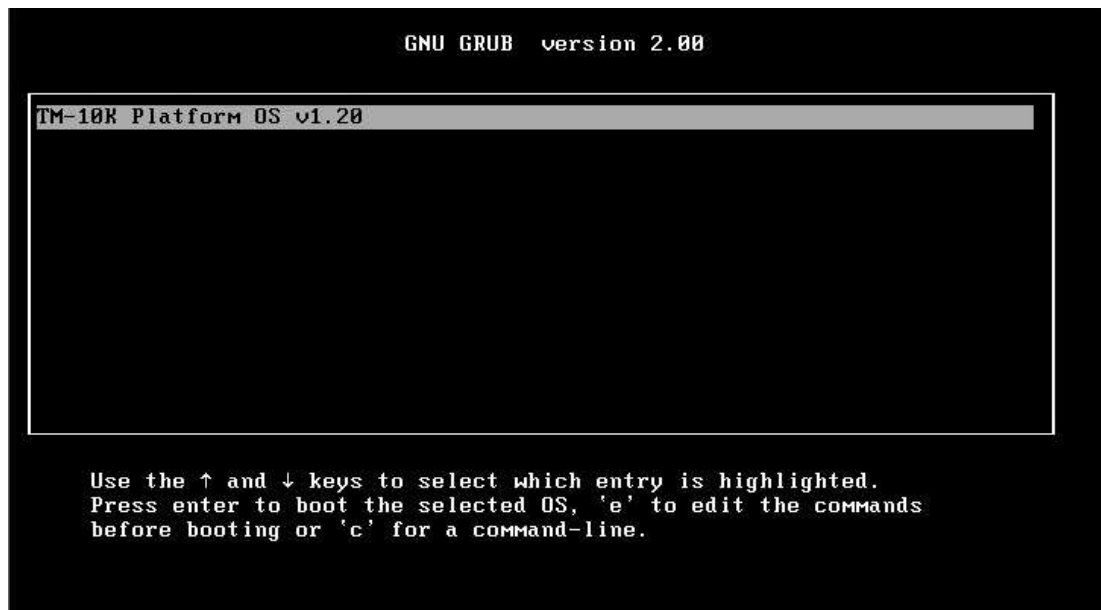 GNU GRUB  version 2.00
TM-10K Platform OS v1.20
Use the ↑ and ↓ keys to select which entry is highlighted.
Press enter to boot the selected OS, `e' to edit the commands
before booting or `c' for a command-line.